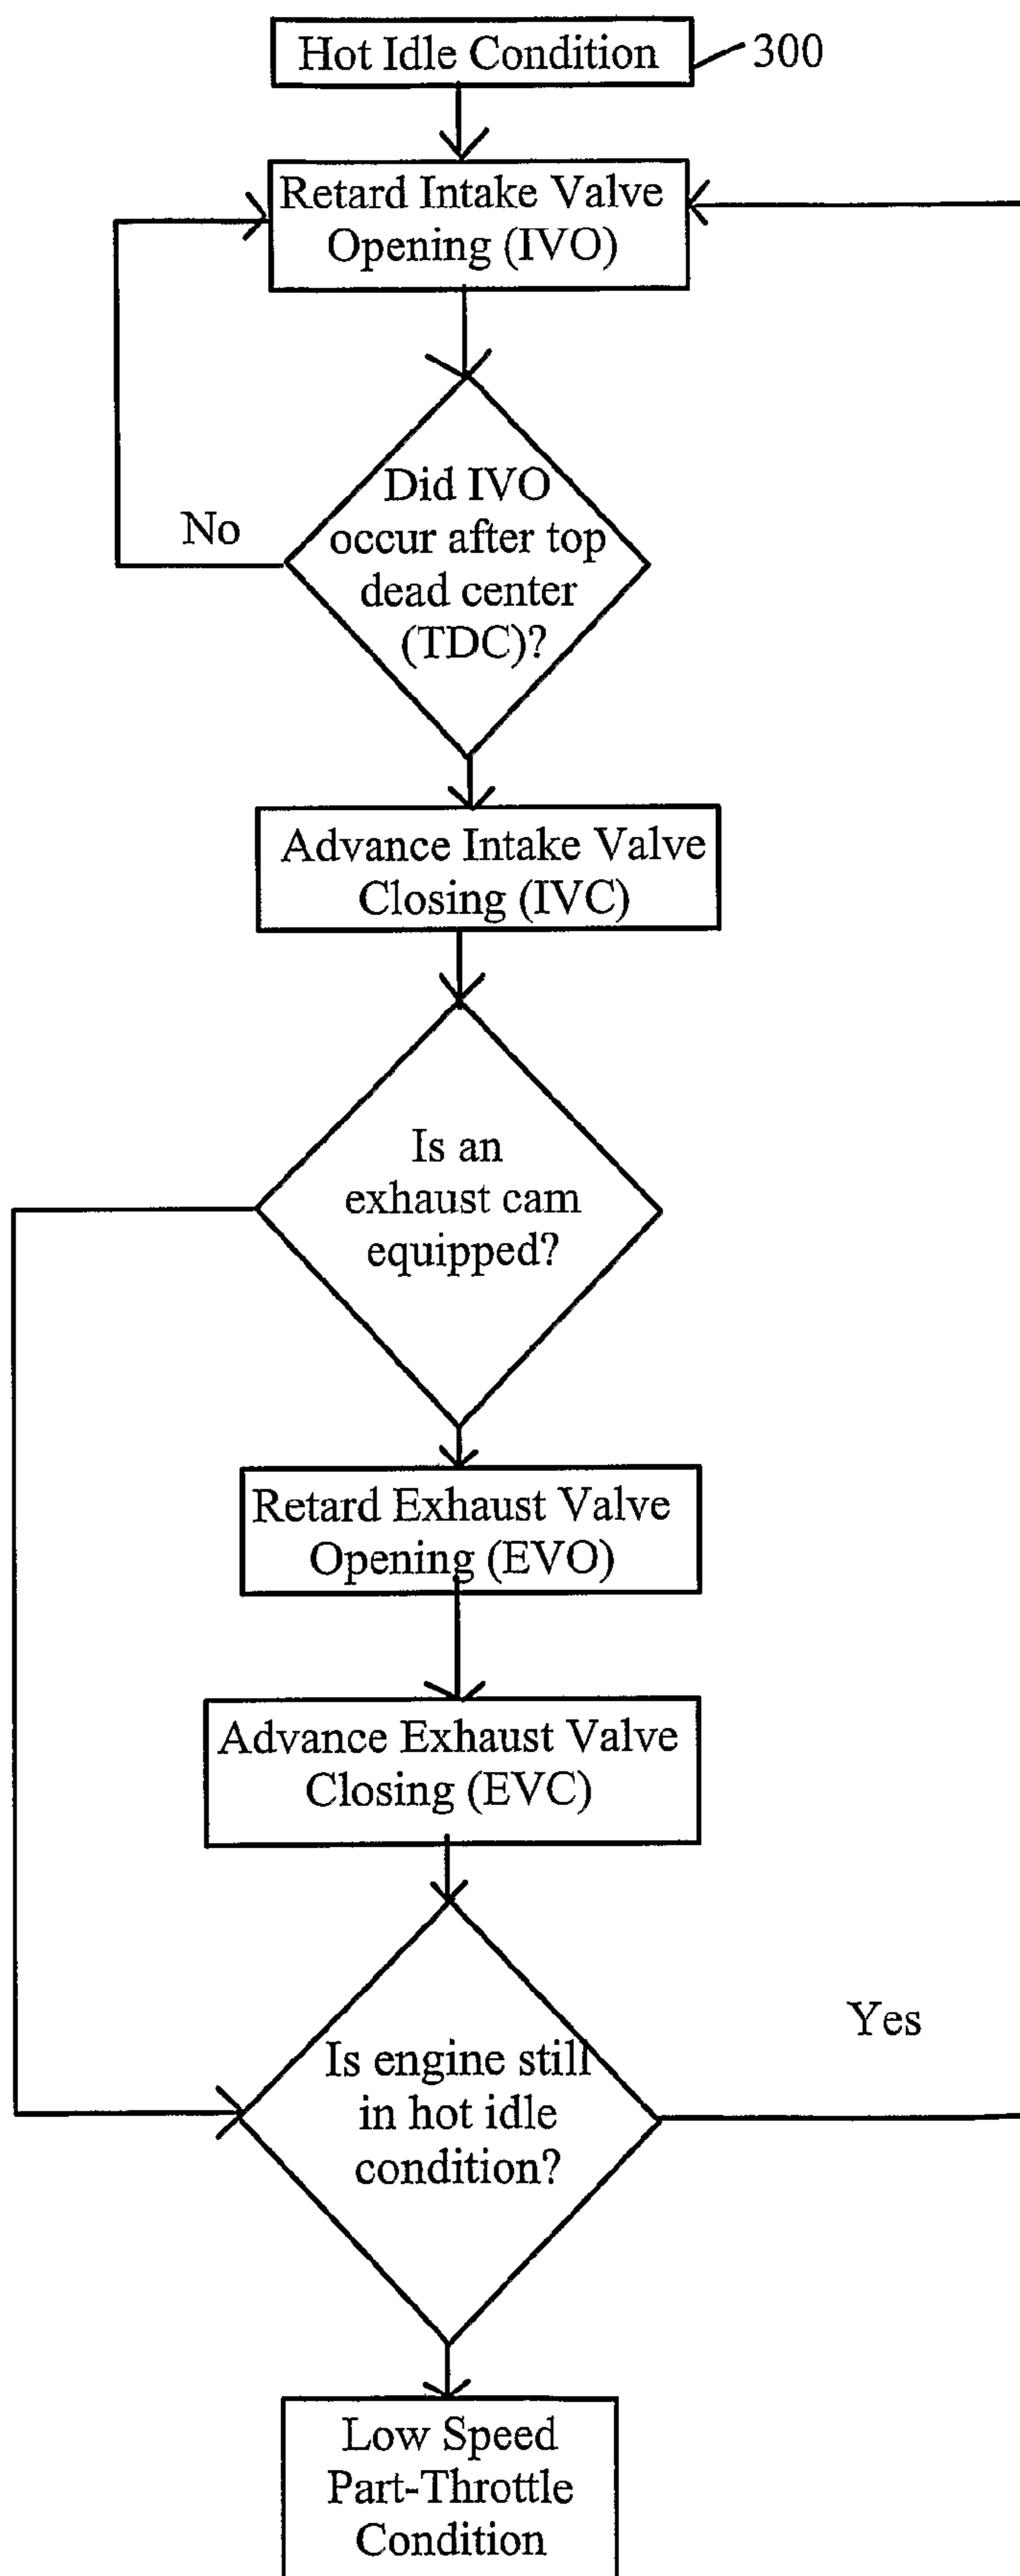 Hot Idle Condition
300
Retard Intake Valve
Opening (IVO)
Did IVO
occur after top
dead center
(TDC)?
No
Advance Intake Valve
Closing (IVC)
Is an
exhaust cam
equipped?
Retard Exhaust Valve
Opening (EVO)
Advance Exhaust Valve
Closing (EVC)
Is engine still
in hot idle
condition?
Yes
Low Speed
Part-Throttle
Condition